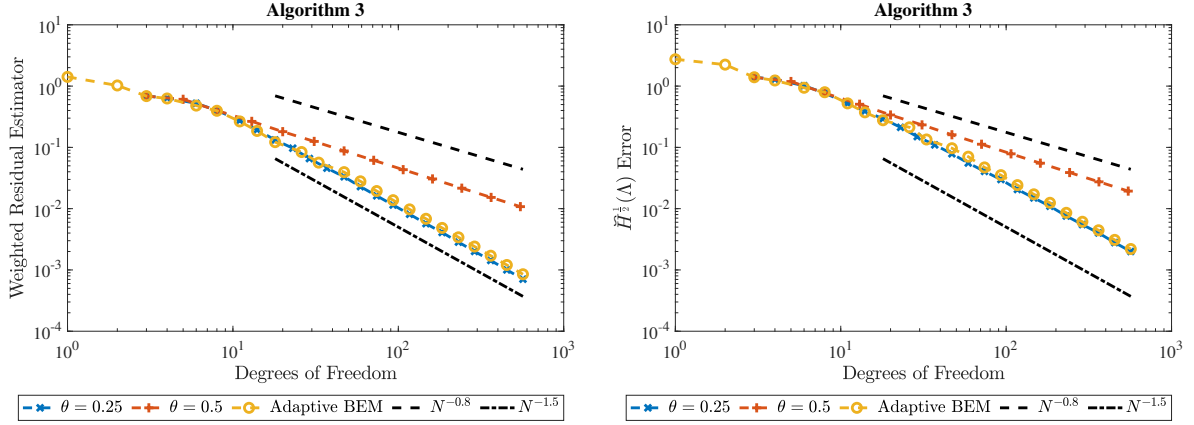 Algorithm 3
Weighted Residual Estimator
10^1
10^0
10^-1
10^-2
10^-3
10^-4
10^0 10^1 10^2 10^3
Degrees of Freedom
θ = 0.25 θ = 0.5 Adaptive BEM N^-0.8 N^-1.5
Algorithm 3
H̃^1/2(Λ) Error
10^1
10^0
10^-1
10^-2
10^-3
10^-4
10^0 10^1 10^2 10^3
Degrees of Freedom
θ = 0.25 θ = 0.5 Adaptive BEM N^-0.8 N^-1.5